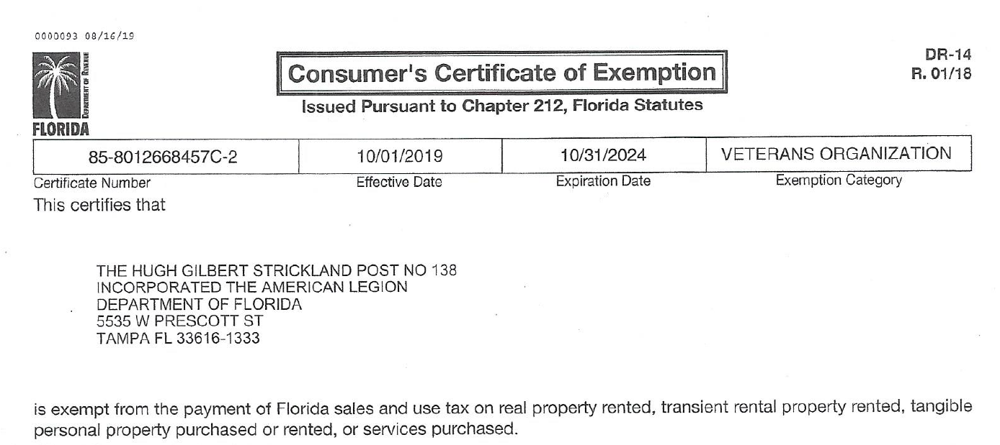 0000093 08/16/19
DEPARTMENT OF REVENUE
FLORIDA
Consumer's Certificate of Exemption
Issued Pursuant to Chapter 212, Florida Statutes
DR-14
R. 01/18
85-8012668457C-2 10/01/2019 10/31/2024 VETERANS ORGANIZATION
Certificate Number Effective Date Expiration Date Exemption Category
This certifies that
THE HUGH GILBERT STRICKLAND POST NO 138
INCORPORATED THE AMERICAN LEGION
DEPARTMENT OF FLORIDA
5535 W PRESCOTT ST
TAMPA FL 33616-1333
is exempt from the payment of Florida sales and use tax on real property rented, transient rental property rented, tangible
personal property purchased or rented, or services purchased.